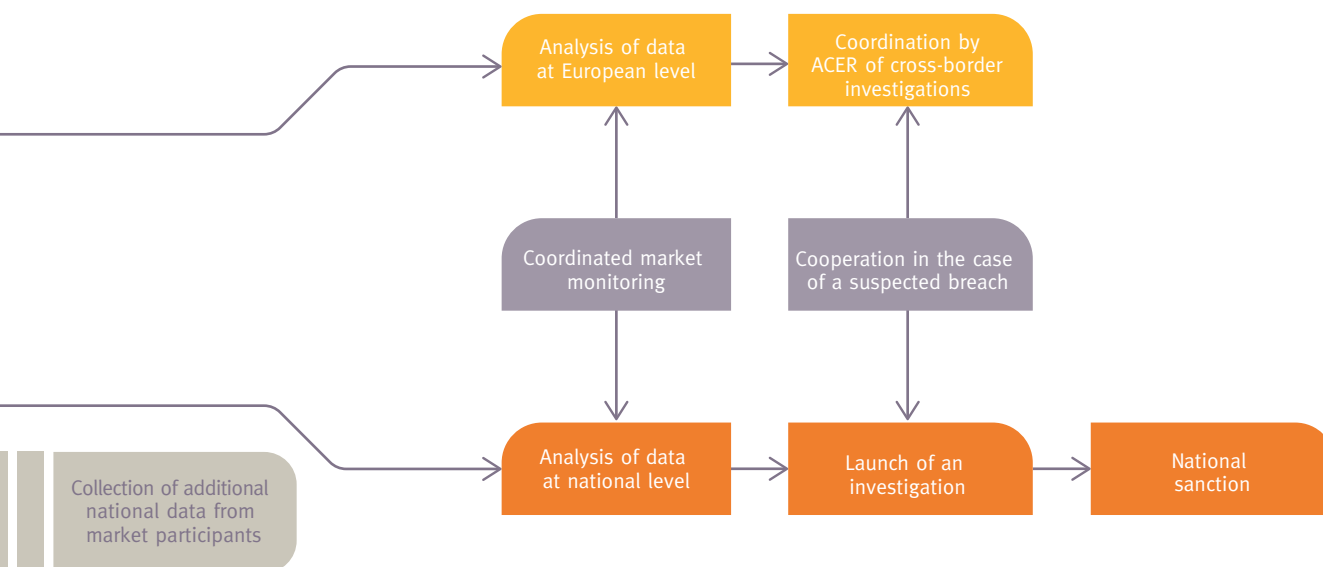 Analysis of data
at European level
Coordination by
ACER of cross-border
investigations
Coordinated market
monitoring
Cooperation in the case
of a suspected breach
Analysis of data
at national level
Launch of an
investigation
National
sanction
Collection of additional
national data from
market participants